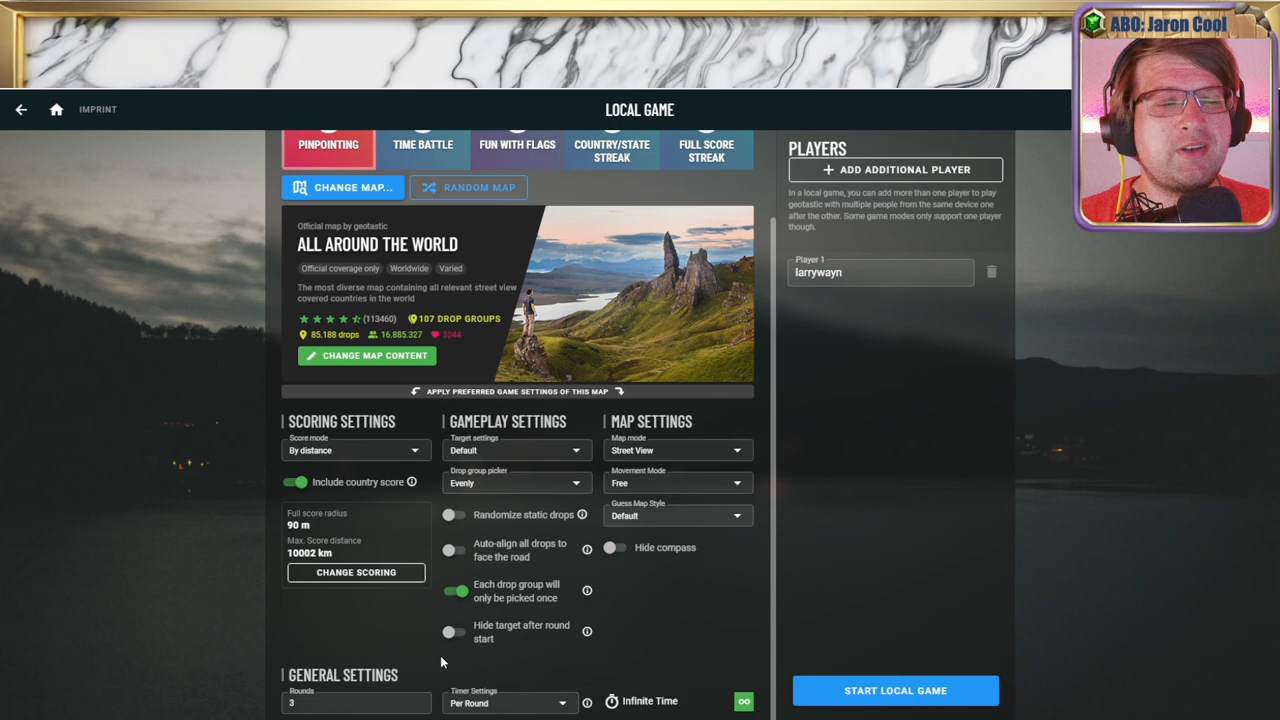 ABO: Jaron Cool
IMPRINT
LOCAL GAME
PINPOINTING
TIME BATTLE
FUN WITH FLAGS
COUNTRY/STATE
STREAK
FULL SCORE
STREAK
CHANGE MAP...
RANDOM MAP
Official map by geotastic
ALL AROUND THE WORLD
Official coverage only
Worldwide
Varied
The most diverse map containing all relevant street view
covered countries in the world
(113460)
107 DROP GROUPS
85.188 drops
16.885.327
3044
CHANGE MAP CONTENT
APPLY PREFERRED GAME SETTINGS OF THIS MAP
SCORING SETTINGS
Score mode
By distance
Include country score
Full score radius
90 m
Max. Score distance
10002 km
CHANGE SCORING
GAMEPLAY SETTINGS
Target settings
Default
Drop group picker
Evenly
Randomize static drops
Auto-align all drops to
face the road
Each drop group will
only be picked once
Hide target after round
start
MAP SETTINGS
Map mode
Street View
Movement Mode
Free
Guess Map Style
Default
Hide compass
GENERAL SETTINGS
Rounds
3
Timer Settings
Per Round
Infinite Time
PLAYERS
+ ADD ADDITIONAL PLAYER
In a local game, you can add more than one player to play
geotastic with multiple people from the same device one
after the other. Some game modes only support one player
though.
Player 1
larrywayn
START LOCAL GAME